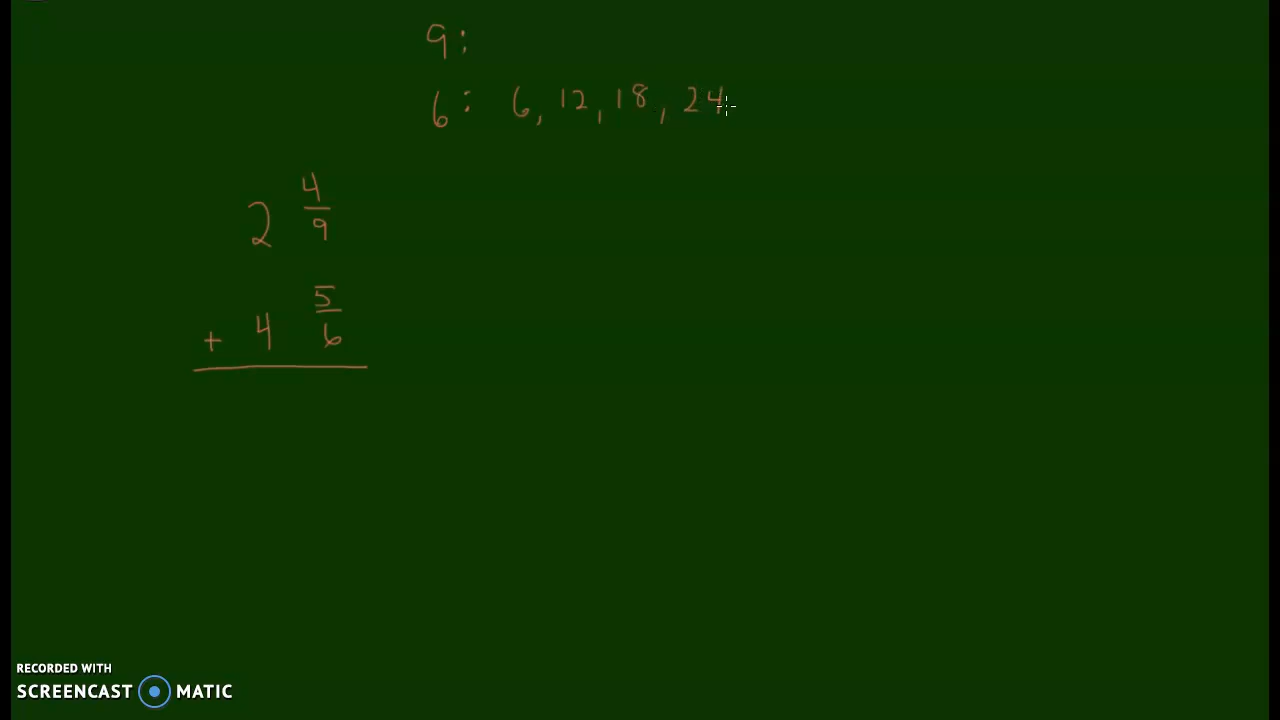 9:
6: 6, 12, 18, 24
2 4/9
+ 4 5/6
RECORDED WITH
SCREENCAST MATIC